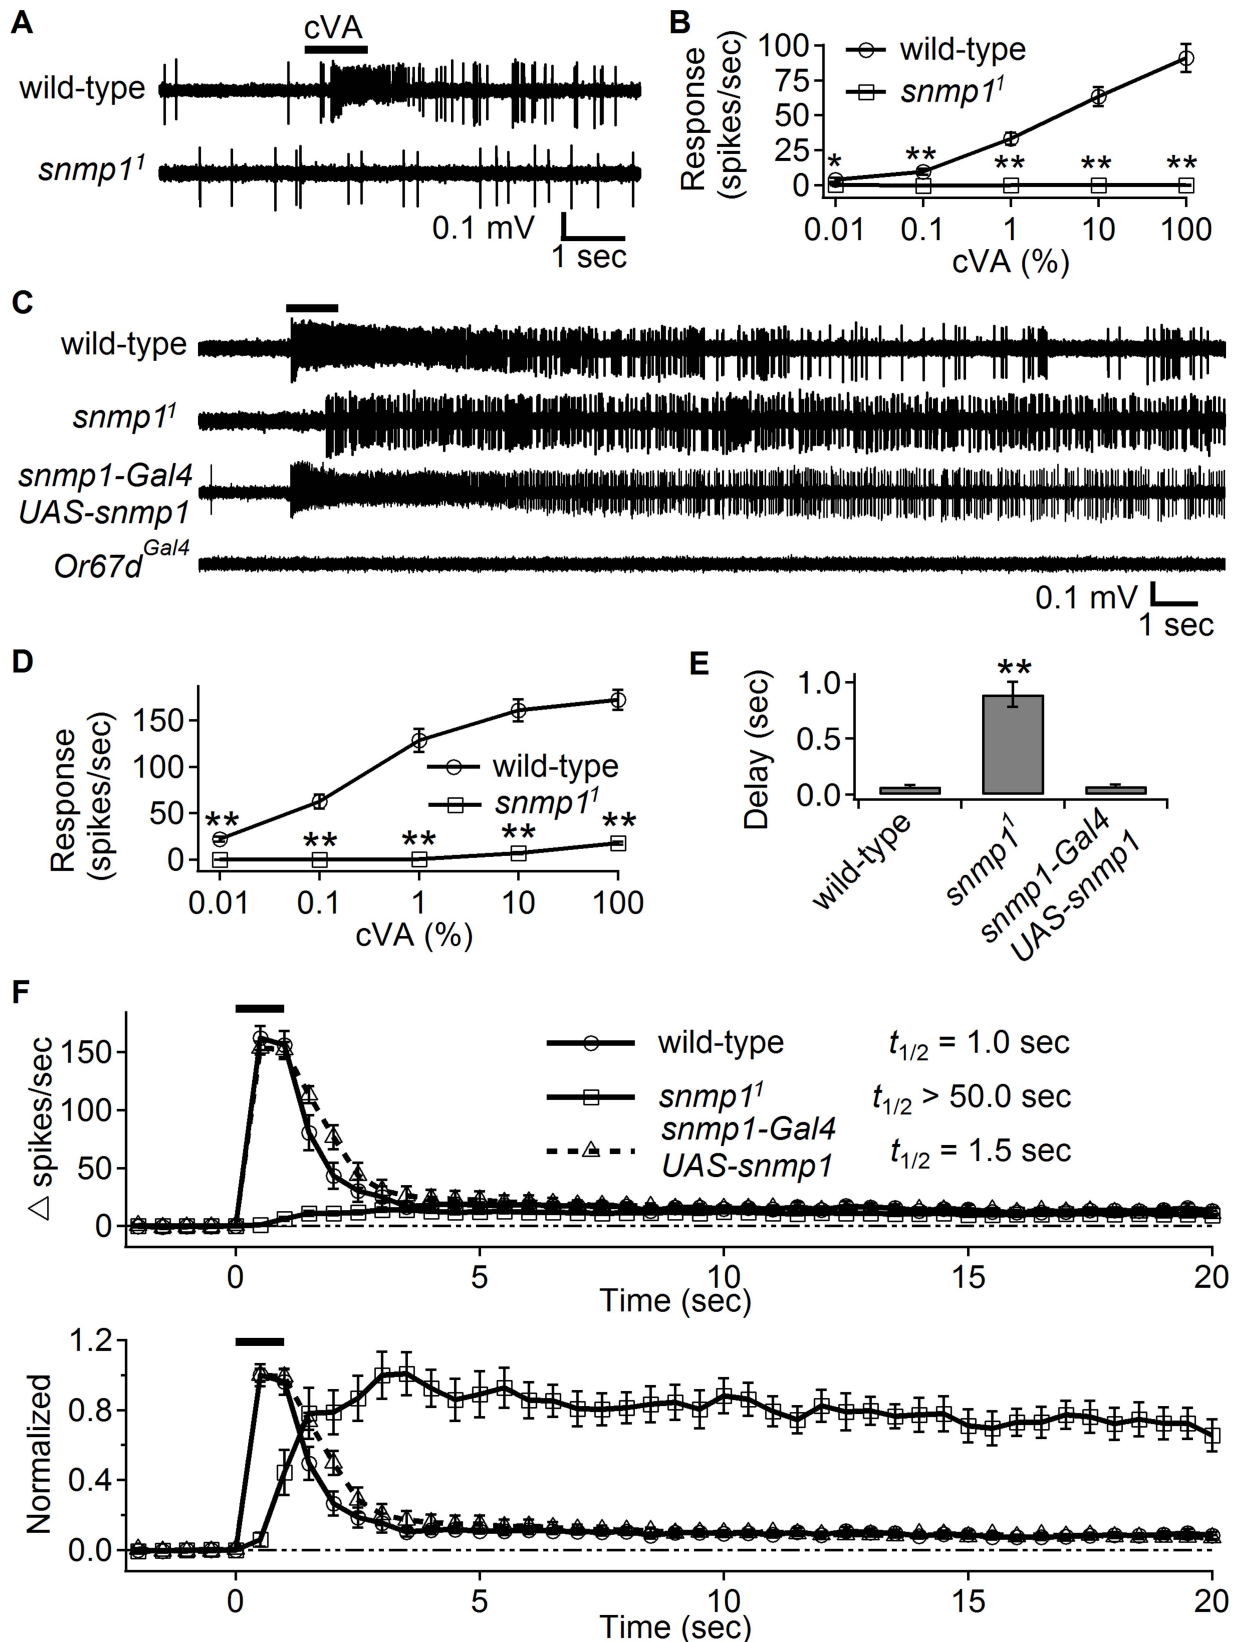 A
cVA
wild-type
snmp1¹
0.1 mV
1 sec
B
Response
(spikes/sec)
100
75
50
25
0
wild-type
snmp1¹
* ** ** ** **
0.01 0.1 1 10 100
cVA (%)
C
wild-type
snmp1¹
snmp1-Gal4
UAS-snmp1
Or67d^Gal4
0.1 mV
1 sec
D
Response
(spikes/sec)
150
100
50
0
wild-type
snmp1¹
** ** ** ** **
0.01 0.1 1 10 100
cVA (%)
E
Delay (sec)
1.0
0.5
0.0
**
wild-type
snmp1¹
snmp1-Gal4
UAS-snmp1
F
△ spikes/sec
150
100
50
0
wild-type t1/2 = 1.0 sec
snmp1¹ t1/2 > 50.0 sec
snmp1-Gal4
UAS-snmp1 t1/2 = 1.5 sec
0 5 10 15 20
Time (sec)
Normalized
1.2
0.8
0.4
0.0
0 5 10 15 20
Time (sec)